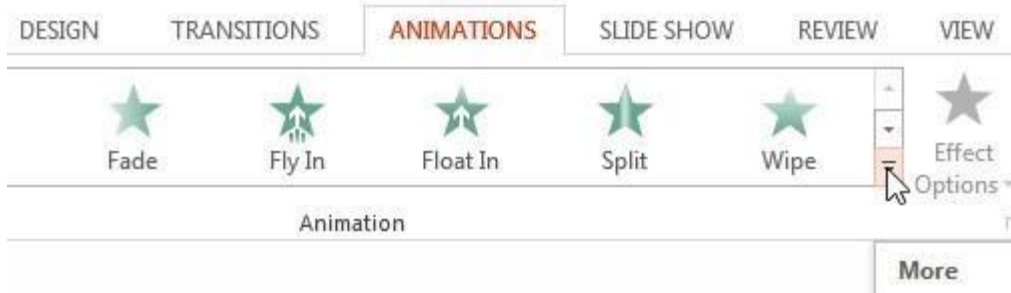 DESIGN TRANSITIONS ANIMATIONS SLIDE SHOW REVIEW VIEW
Fade Fly In Float In Split Wipe Effect
Options
Animation
More